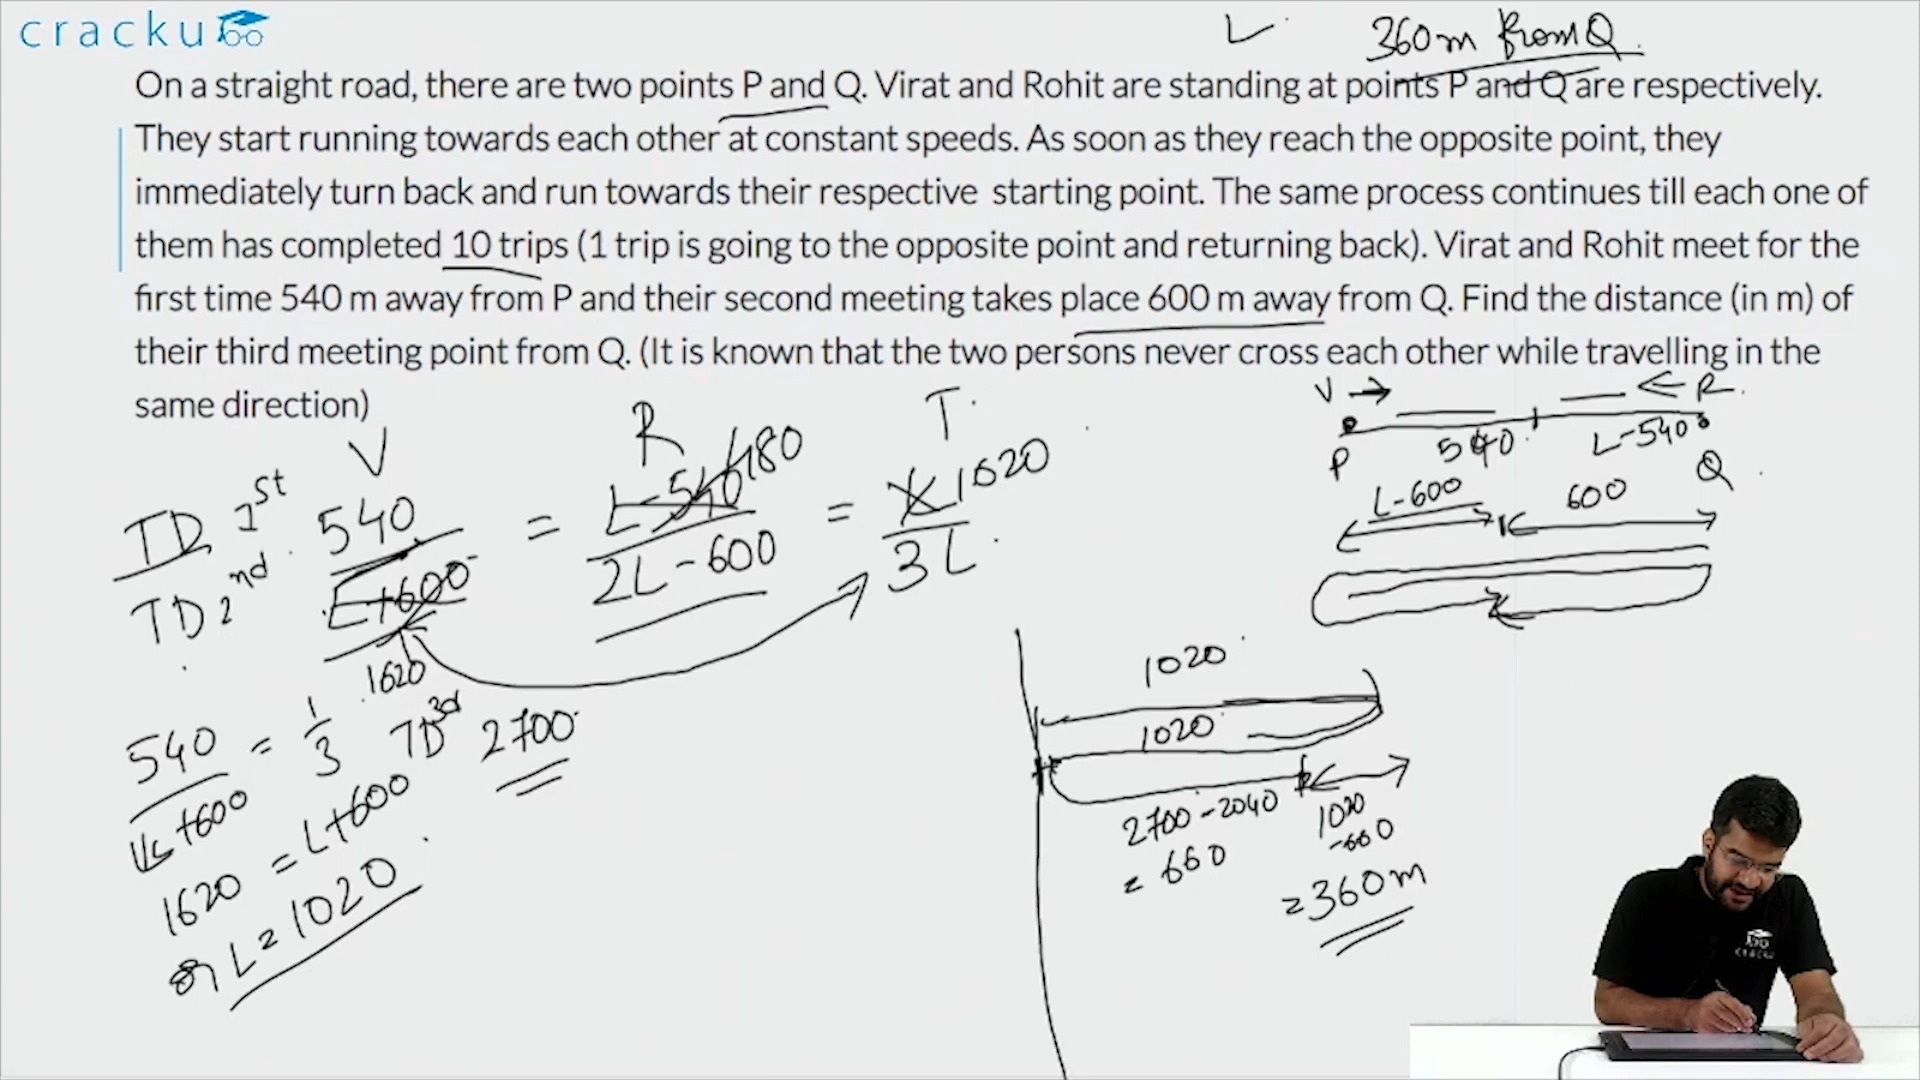 cracku
L 360m from Q
On a straight road, there are two points P and Q. Virat and Rohit are standing at points P and Q are respectively.
They start running towards each other at constant speeds. As soon as they reach the opposite point, they
immediately turn back and run towards their respective starting point. The same process continues till each one of
them has completed 10 trips (1 trip is going to the opposite point and returning back). Virat and Rohit meet for the
first time 540 m away from P and their second meeting takes place 600 m away from Q. Find the distance (in m) of
their third meeting point from Q. (It is known that the two persons never cross each other while travelling in the
same direction)
V R T
TD 1st 540 = L-540 480 = L 1020
TD 2nd L+600 2L-600 3L
1620
540 = 1 TD 3rd 2700
L+600 3
1620 = L+600
or L = 1020
V → ← R
540 L-540
P Q
L-600 600
1020
1020
2700-2040 1020
= 660 -660
= 360m
CRACKU